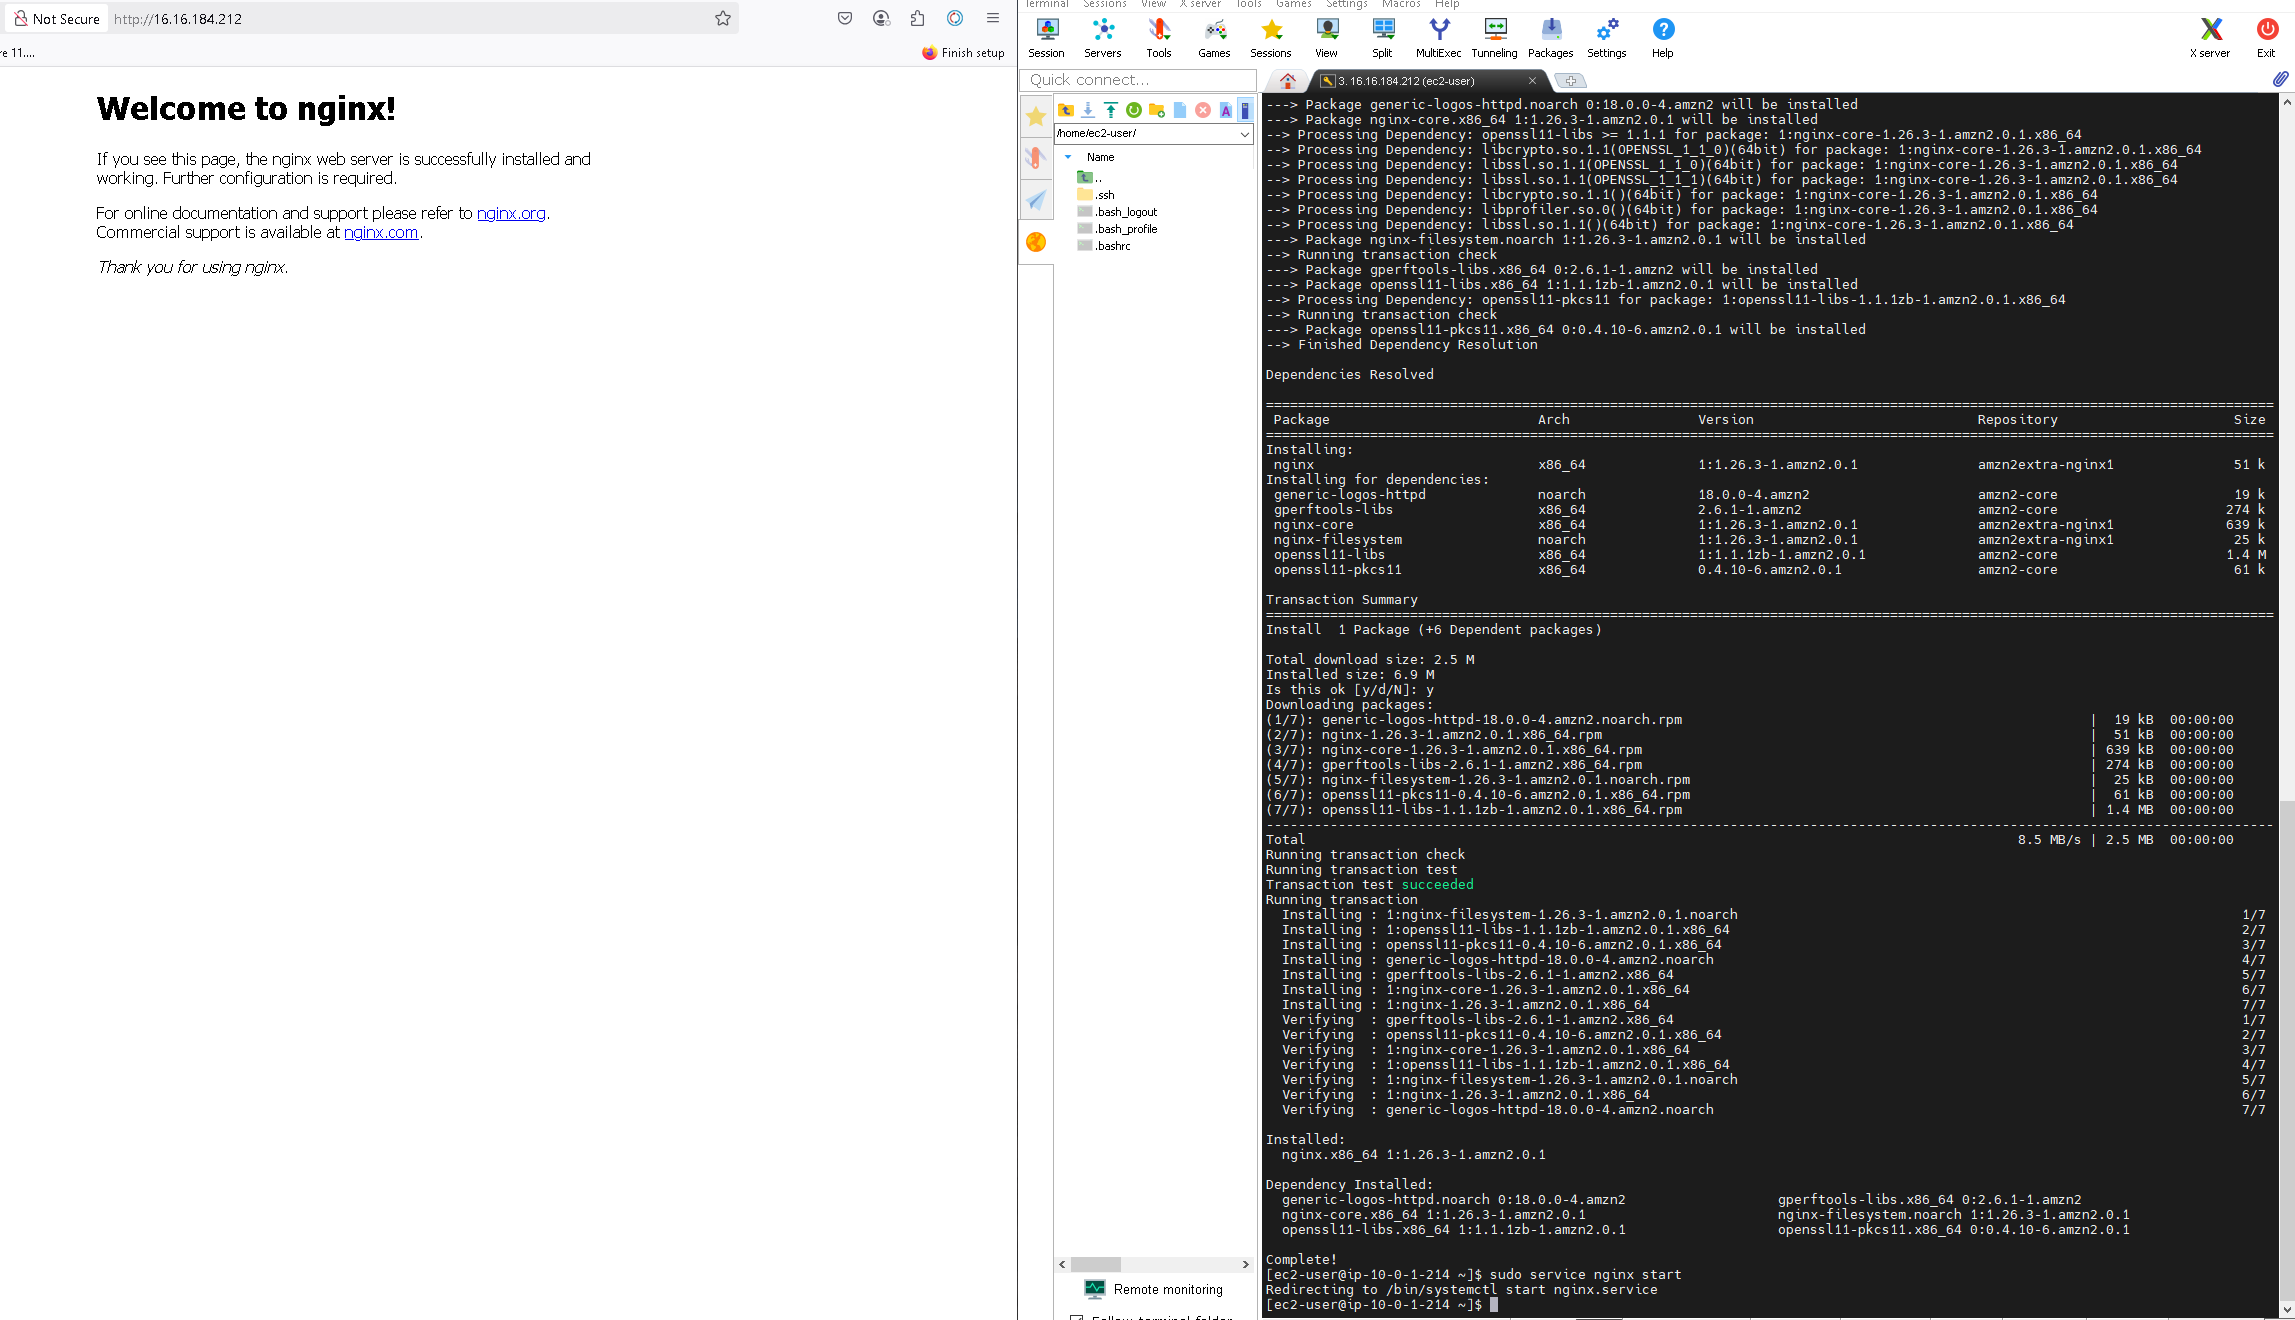 Not Secure http://16.16.184.212
re 11....
Finish setup
Welcome to nginx!
If you see this page, the nginx web server is successfully installed and
working. Further configuration is required.
For online documentation and support please refer to nginx.org.
Commercial support is available at nginx.com.
Thank you for using nginx.
Terminal Sessions View X server Tools Games Settings Macros Help
Session Servers Tools Games Sessions View Split MultiExec Tunneling Packages Settings Help X server Exit
Quick connect...
3. 16.16.184.212 (ec2-user)
/home/ec2-user/
Name
..
.ssh
.bash_logout
.bash_profile
.bashrc
Remote monitoring
Follow terminal folder
---> Package generic-logos-httpd.noarch 0:18.0.0-4.amzn2 will be installed
---> Package nginx-core.x86_64 1:1.26.3-1.amzn2.0.1 will be installed
--> Processing Dependency: openssl11-libs >= 1.1.1 for package: 1:nginx-core-1.26.3-1.amzn2.0.1.x86_64
--> Processing Dependency: libcrypto.so.1.1(OPENSSL_1_1_0)(64bit) for package: 1:nginx-core-1.26.3-1.amzn2.0.1.x86_64
--> Processing Dependency: libssl.so.1.1(OPENSSL_1_1_0)(64bit) for package: 1:nginx-core-1.26.3-1.amzn2.0.1.x86_64
--> Processing Dependency: libssl.so.1.1(OPENSSL_1_1_1)(64bit) for package: 1:nginx-core-1.26.3-1.amzn2.0.1.x86_64
--> Processing Dependency: libcrypto.so.1.1()(64bit) for package: 1:nginx-core-1.26.3-1.amzn2.0.1.x86_64
--> Processing Dependency: libprofiler.so.0()(64bit) for package: 1:nginx-core-1.26.3-1.amzn2.0.1.x86_64
--> Processing Dependency: libssl.so.1.1()(64bit) for package: 1:nginx-core-1.26.3-1.amzn2.0.1.x86_64
---> Package nginx-filesystem.noarch 1:1.26.3-1.amzn2.0.1 will be installed
--> Running transaction check
---> Package gperftools-libs.x86_64 0:2.6.1-1.amzn2 will be installed
---> Package openssl11-libs.x86_64 1:1.1.1zb-1.amzn2.0.1 will be installed
--> Processing Dependency: openssl11-pkcs11 for package: 1:openssl11-libs-1.1.1zb-1.amzn2.0.1.x86_64
--> Running transaction check
---> Package openssl11-pkcs11.x86_64 0:0.4.10-6.amzn2.0.1 will be installed
--> Finished Dependency Resolution
Dependencies Resolved
Package Arch Version Repository Size
Installing:
nginx x86_64 1:1.26.3-1.amzn2.0.1 amzn2extra-nginx1 51 k
Installing for dependencies:
generic-logos-httpd noarch 18.0.0-4.amzn2 amzn2-core 19 k
gperftools-libs x86_64 2.6.1-1.amzn2 amzn2-core 274 k
nginx-core x86_64 1:1.26.3-1.amzn2.0.1 amzn2extra-nginx1 639 k
nginx-filesystem noarch 1:1.26.3-1.amzn2.0.1 amzn2extra-nginx1 25 k
openssl11-libs x86_64 1:1.1.1zb-1.amzn2.0.1 amzn2-core 1.4 M
openssl11-pkcs11 x86_64 0.4.10-6.amzn2.0.1 amzn2-core 61 k
Transaction Summary
Install 1 Package (+6 Dependent packages)
Total download size: 2.5 M
Installed size: 6.9 M
Is this ok [y/d/N]: y
Downloading packages:
(1/7): generic-logos-httpd-18.0.0-4.amzn2.noarch.rpm | 19 kB 00:00:00
(2/7): nginx-1.26.3-1.amzn2.0.1.x86_64.rpm | 51 kB 00:00:00
(3/7): nginx-core-1.26.3-1.amzn2.0.1.x86_64.rpm | 639 kB 00:00:00
(4/7): gperftools-libs-2.6.1-1.amzn2.x86_64.rpm | 274 kB 00:00:00
(5/7): nginx-filesystem-1.26.3-1.amzn2.0.1.noarch.rpm | 25 kB 00:00:00
(6/7): openssl11-pkcs11-0.4.10-6.amzn2.0.1.x86_64.rpm | 61 kB 00:00:00
(7/7): openssl11-libs-1.1.1zb-1.amzn2.0.1.x86_64.rpm | 1.4 MB 00:00:00
Total 8.5 MB/s | 2.5 MB 00:00:00
Running transaction check
Running transaction test
Transaction test succeeded
Running transaction
Installing : 1:nginx-filesystem-1.26.3-1.amzn2.0.1.noarch 1/7
Installing : 1:openssl11-libs-1.1.1zb-1.amzn2.0.1.x86_64 2/7
Installing : openssl11-pkcs11-0.4.10-6.amzn2.0.1.x86_64 3/7
Installing : generic-logos-httpd-18.0.0-4.amzn2.noarch 4/7
Installing : gperftools-libs-2.6.1-1.amzn2.x86_64 5/7
Installing : 1:nginx-core-1.26.3-1.amzn2.0.1.x86_64 6/7
Installing : 1:nginx-1.26.3-1.amzn2.0.1.x86_64 7/7
Verifying : gperftools-libs-2.6.1-1.amzn2.x86_64 1/7
Verifying : openssl11-pkcs11-0.4.10-6.amzn2.0.1.x86_64 2/7
Verifying : 1:nginx-core-1.26.3-1.amzn2.0.1.x86_64 3/7
Verifying : 1:openssl11-libs-1.1.1zb-1.amzn2.0.1.x86_64 4/7
Verifying : 1:nginx-filesystem-1.26.3-1.amzn2.0.1.noarch 5/7
Verifying : 1:nginx-1.26.3-1.amzn2.0.1.x86_64 6/7
Verifying : generic-logos-httpd-18.0.0-4.amzn2.noarch 7/7
Installed:
nginx.x86_64 1:1.26.3-1.amzn2.0.1
Dependency Installed:
generic-logos-httpd.noarch 0:18.0.0-4.amzn2 gperftools-libs.x86_64 0:2.6.1-1.amzn2
nginx-core.x86_64 1:1.26.3-1.amzn2.0.1 nginx-filesystem.noarch 1:1.26.3-1.amzn2.0.1
openssl11-libs.x86_64 1:1.1.1zb-1.amzn2.0.1 openssl11-pkcs11.x86_64 0:0.4.10-6.amzn2.0.1
Complete!
[ec2-user@ip-10-0-1-214 ~]$ sudo service nginx start
Redirecting to /bin/systemctl start nginx.service
[ec2-user@ip-10-0-1-214 ~]$